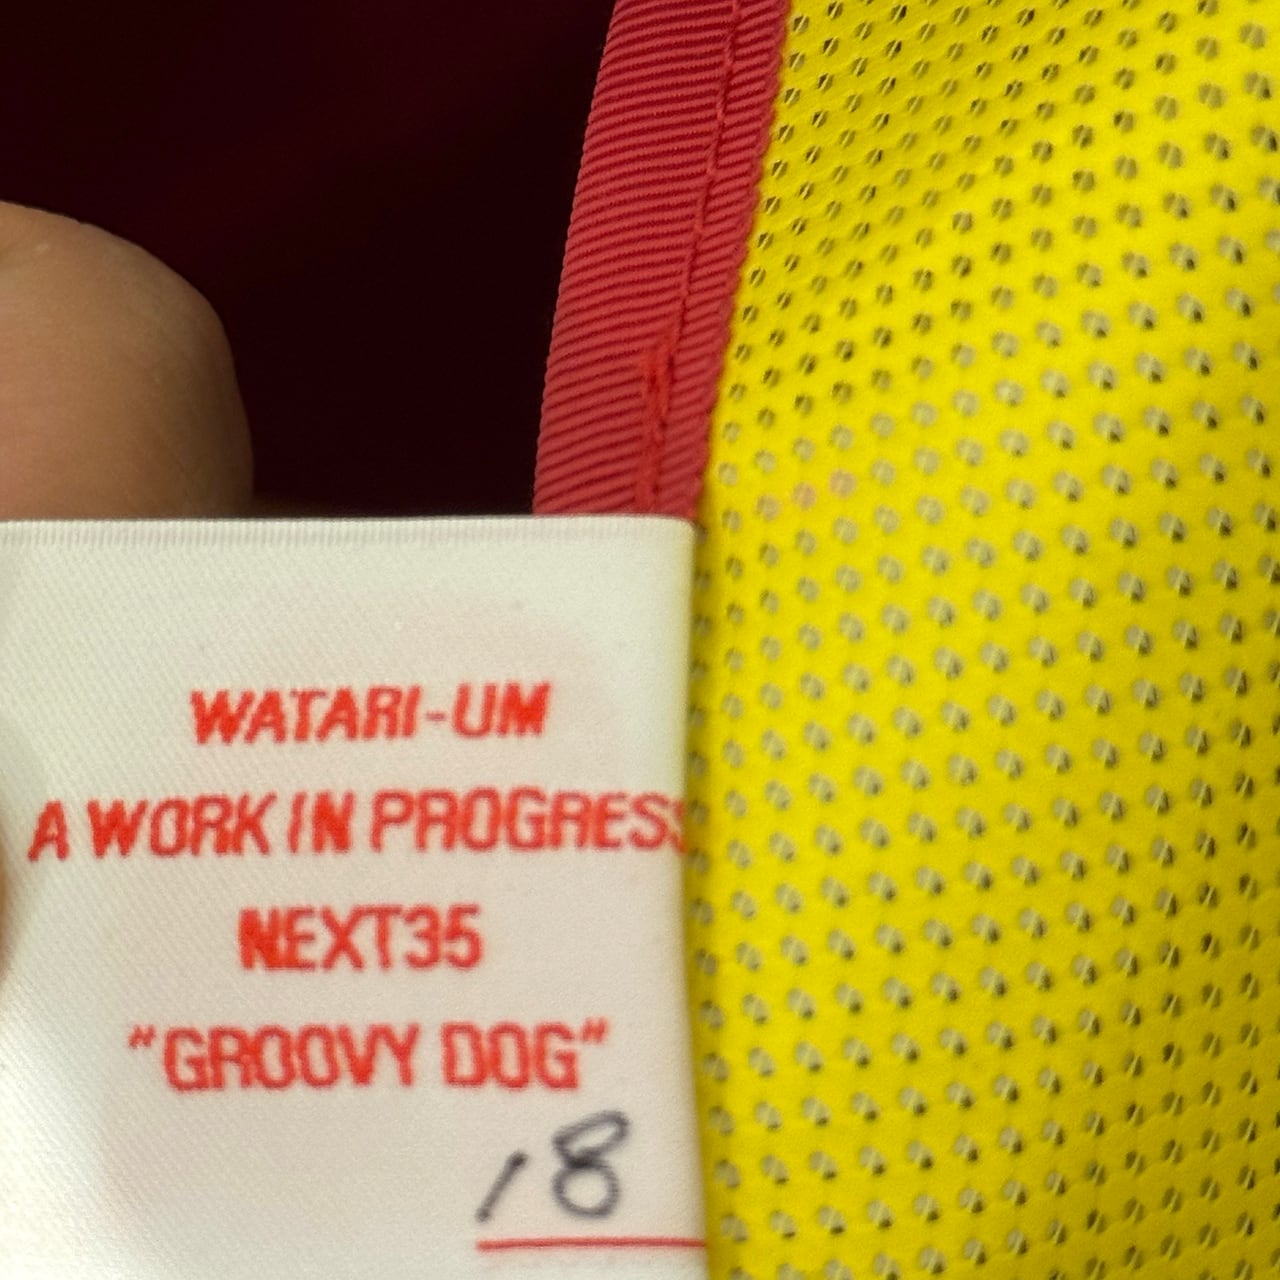 WATARI-UM
A WORK IN PROGRESS
NEXT35
"GROOVY DOG"
18